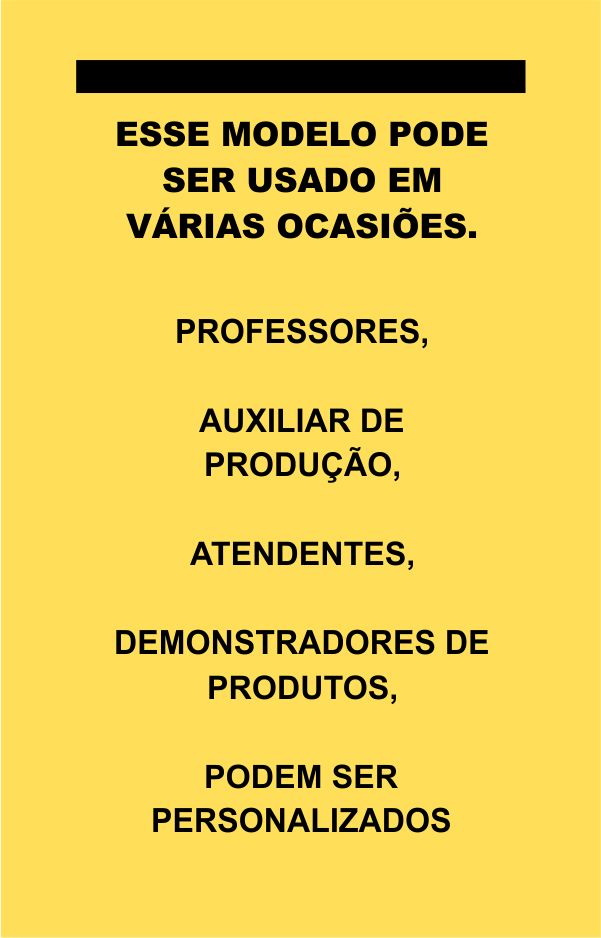 ESSE MODELO PODE
SER USADO EM
VÁRIAS OCASIÕES.
PROFESSORES,
AUXILIAR DE
PRODUÇÃO,
ATENDENTES,
DEMONSTRADORES DE
PRODUTOS,
PODEM SER
PERSONALIZADOS